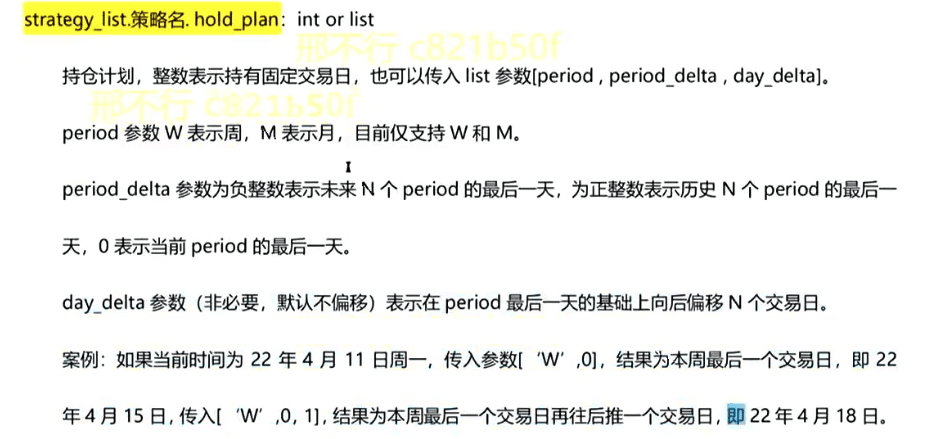 strategy_list.策略名. hold_plan：int or list
邢不行 c821b50f
持仓计划，整数表示持有固定交易日，也可以传入 list 参数[period , period_delta , day_delta]。
邢不行 c821b50f
period 参数 W 表示周，M 表示月，目前仅支持 W 和 M。
period_delta 参数为负整数表示未来 N 个 period 的最后一天，为正整数表示历史 N 个 period 的最后一
天，0 表示当前 period 的最后一天。
day_delta 参数（非必要，默认不偏移）表示在 period 最后一天的基础上向后偏移 N 个交易日。
案例：如果当前时间为 22 年 4 月 11 日周一，传入参数[ ‘W’ ,0]，结果为本周最后一个交易日，即 22
年 4 月 15 日，传入[ ‘W’ ,0, 1]，结果为本周最后一个交易日再往后推一个交易日，即 22 年 4 月 18 日。